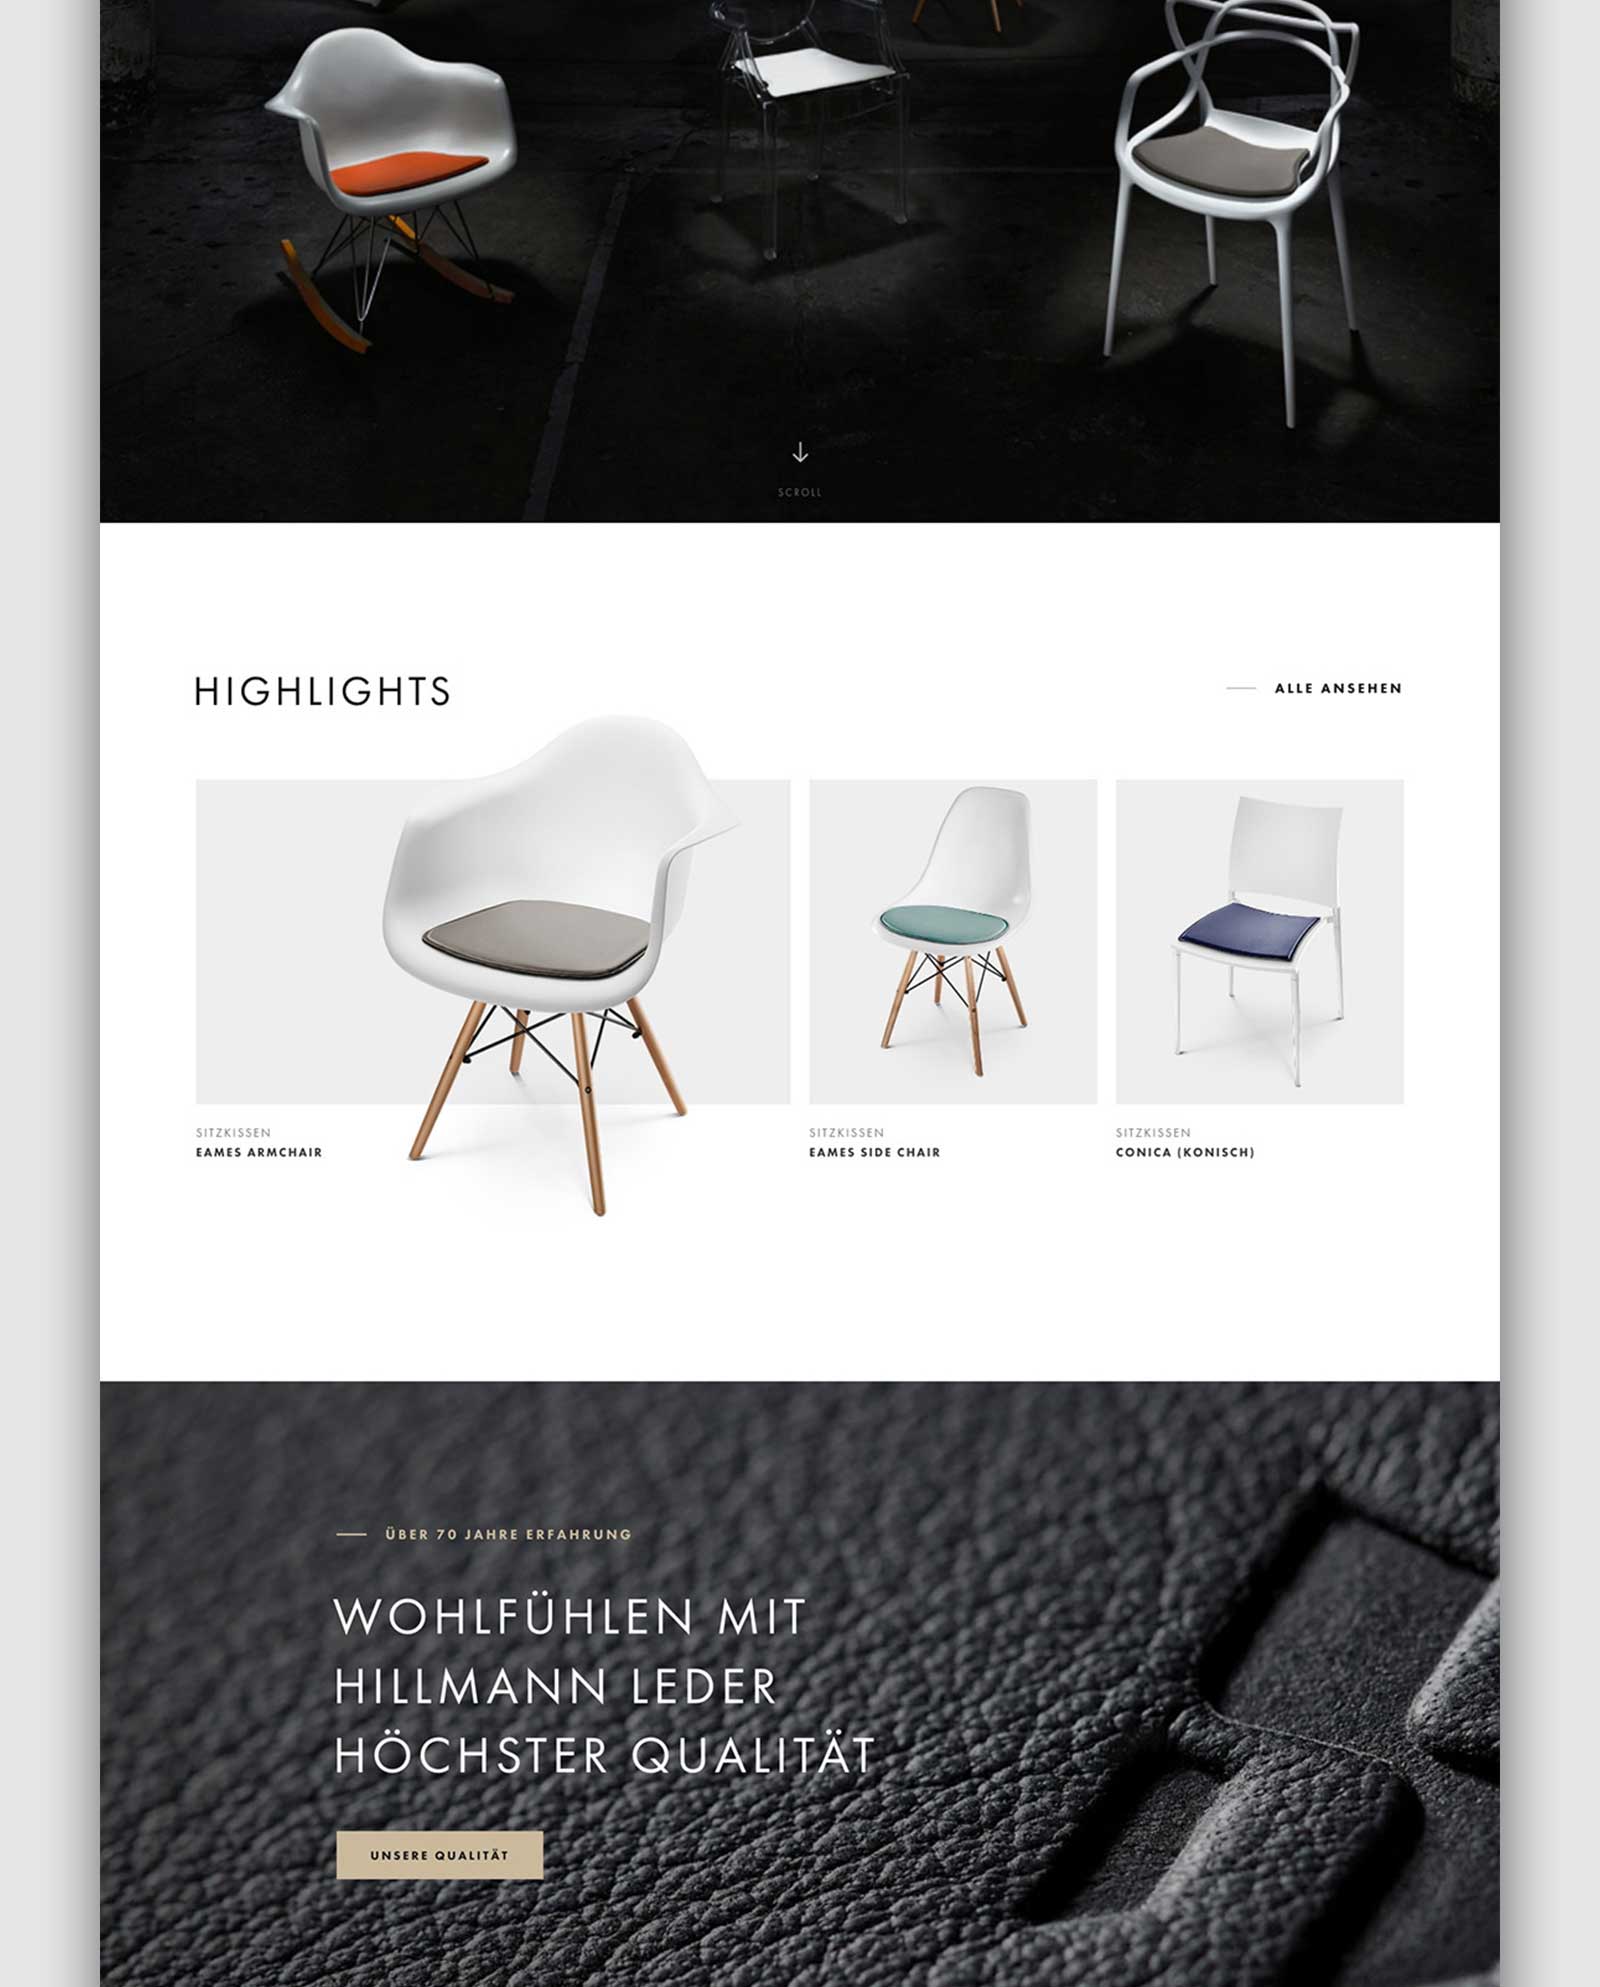 SCROLL
HIGHLIGHTS
ALLE ANSEHEN
SITZKISSEN
EAMES ARMCHAIR
SITZKISSEN
EAMES SIDE CHAIR
SITZKISSEN
CONICA (KONISCH)
ÜBER 70 JAHRE ERFAHRUNG
WOHLFÜHLEN MIT
HILLMANN LEDER
HÖCHSTER QUALITÄT
UNSERE QUALITÄT